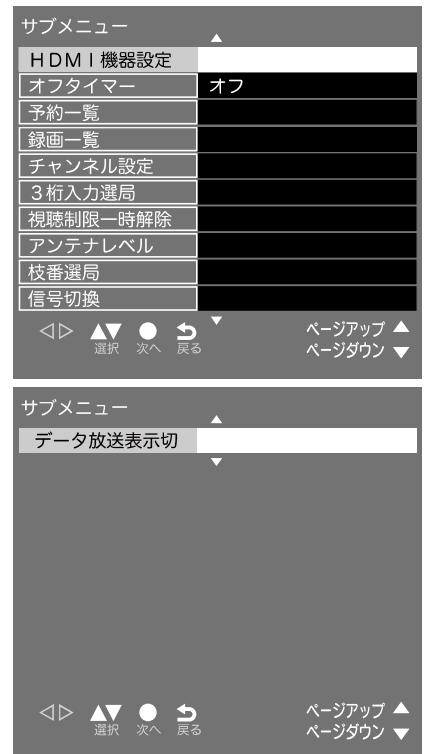 サブメニュー
HDMI機器設定
オフタイマー オフ
予約一覧
録画一覧
チャンネル設定
3桁入力選局
視聴制限一時解除
アンテナレベル
枝番選局
信号切換
ページアップ
選択 次へ 戻る ページダウン
サブメニュー
データ放送表示切
ページアップ
選択 次へ 戻る ページダウン